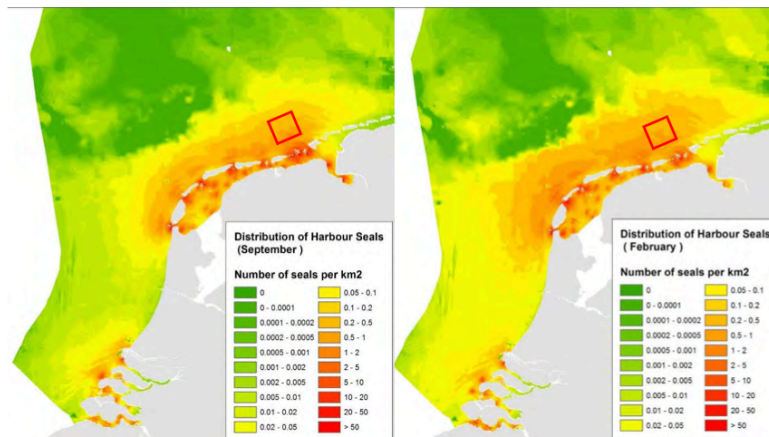 Distribution of Harbour Seals
(September )
Number of seals per km2
0
0 - 0.0001
0.0001 - 0.0002
0.0002 - 0.0005
0.0005 - 0.001
0.001 - 0.002
0.002 - 0.005
0.005 - 0.01
0.01 - 0.02
0.02 - 0.05
0.05 - 0.1
0.1 - 0.2
0.2 - 0.5
0.5 - 1
1 - 2
2 - 5
5 - 10
10 - 20
20 - 50
> 50
Distribution of Harbour Seals
( February )
Number of seals per km2
0
0 - 0.0001
0.0001 - 0.0002
0.0002 - 0.0005
0.0005 - 0.001
0.001 - 0.002
0.002 - 0.005
0.005 - 0.01
0.01 - 0.02
0.02 - 0.05
0.05 - 0.1
0.1 - 0.2
0.2 - 0.5
0.5 - 1
1 - 2
2 - 5
5 - 10
10 - 20
20 - 50
> 50